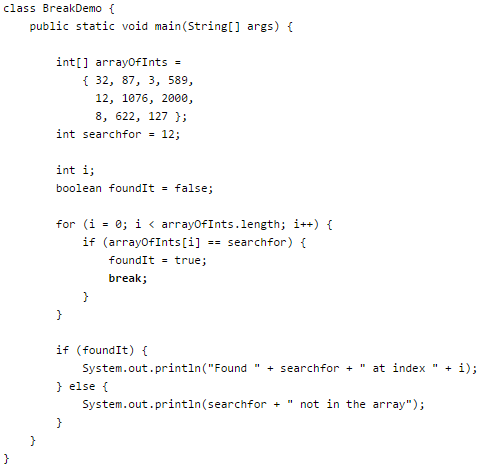 class BreakDemo {
    public static void main(String[] args) {

        int[] arrayOfInts =
            { 32, 87, 3, 589,
              12, 1076, 2000,
              8, 622, 127 };
        int searchfor = 12;

        int i;
        boolean foundIt = false;

        for (i = 0; i < arrayOfInts.length; i++) {
            if (arrayOfInts[i] == searchfor) {
                foundIt = true;
                break;
            }
        }

        if (foundIt) {
            System.out.println("Found " + searchfor + " at index " + i);
        } else {
            System.out.println(searchfor + " not in the array");
        }
    }
}